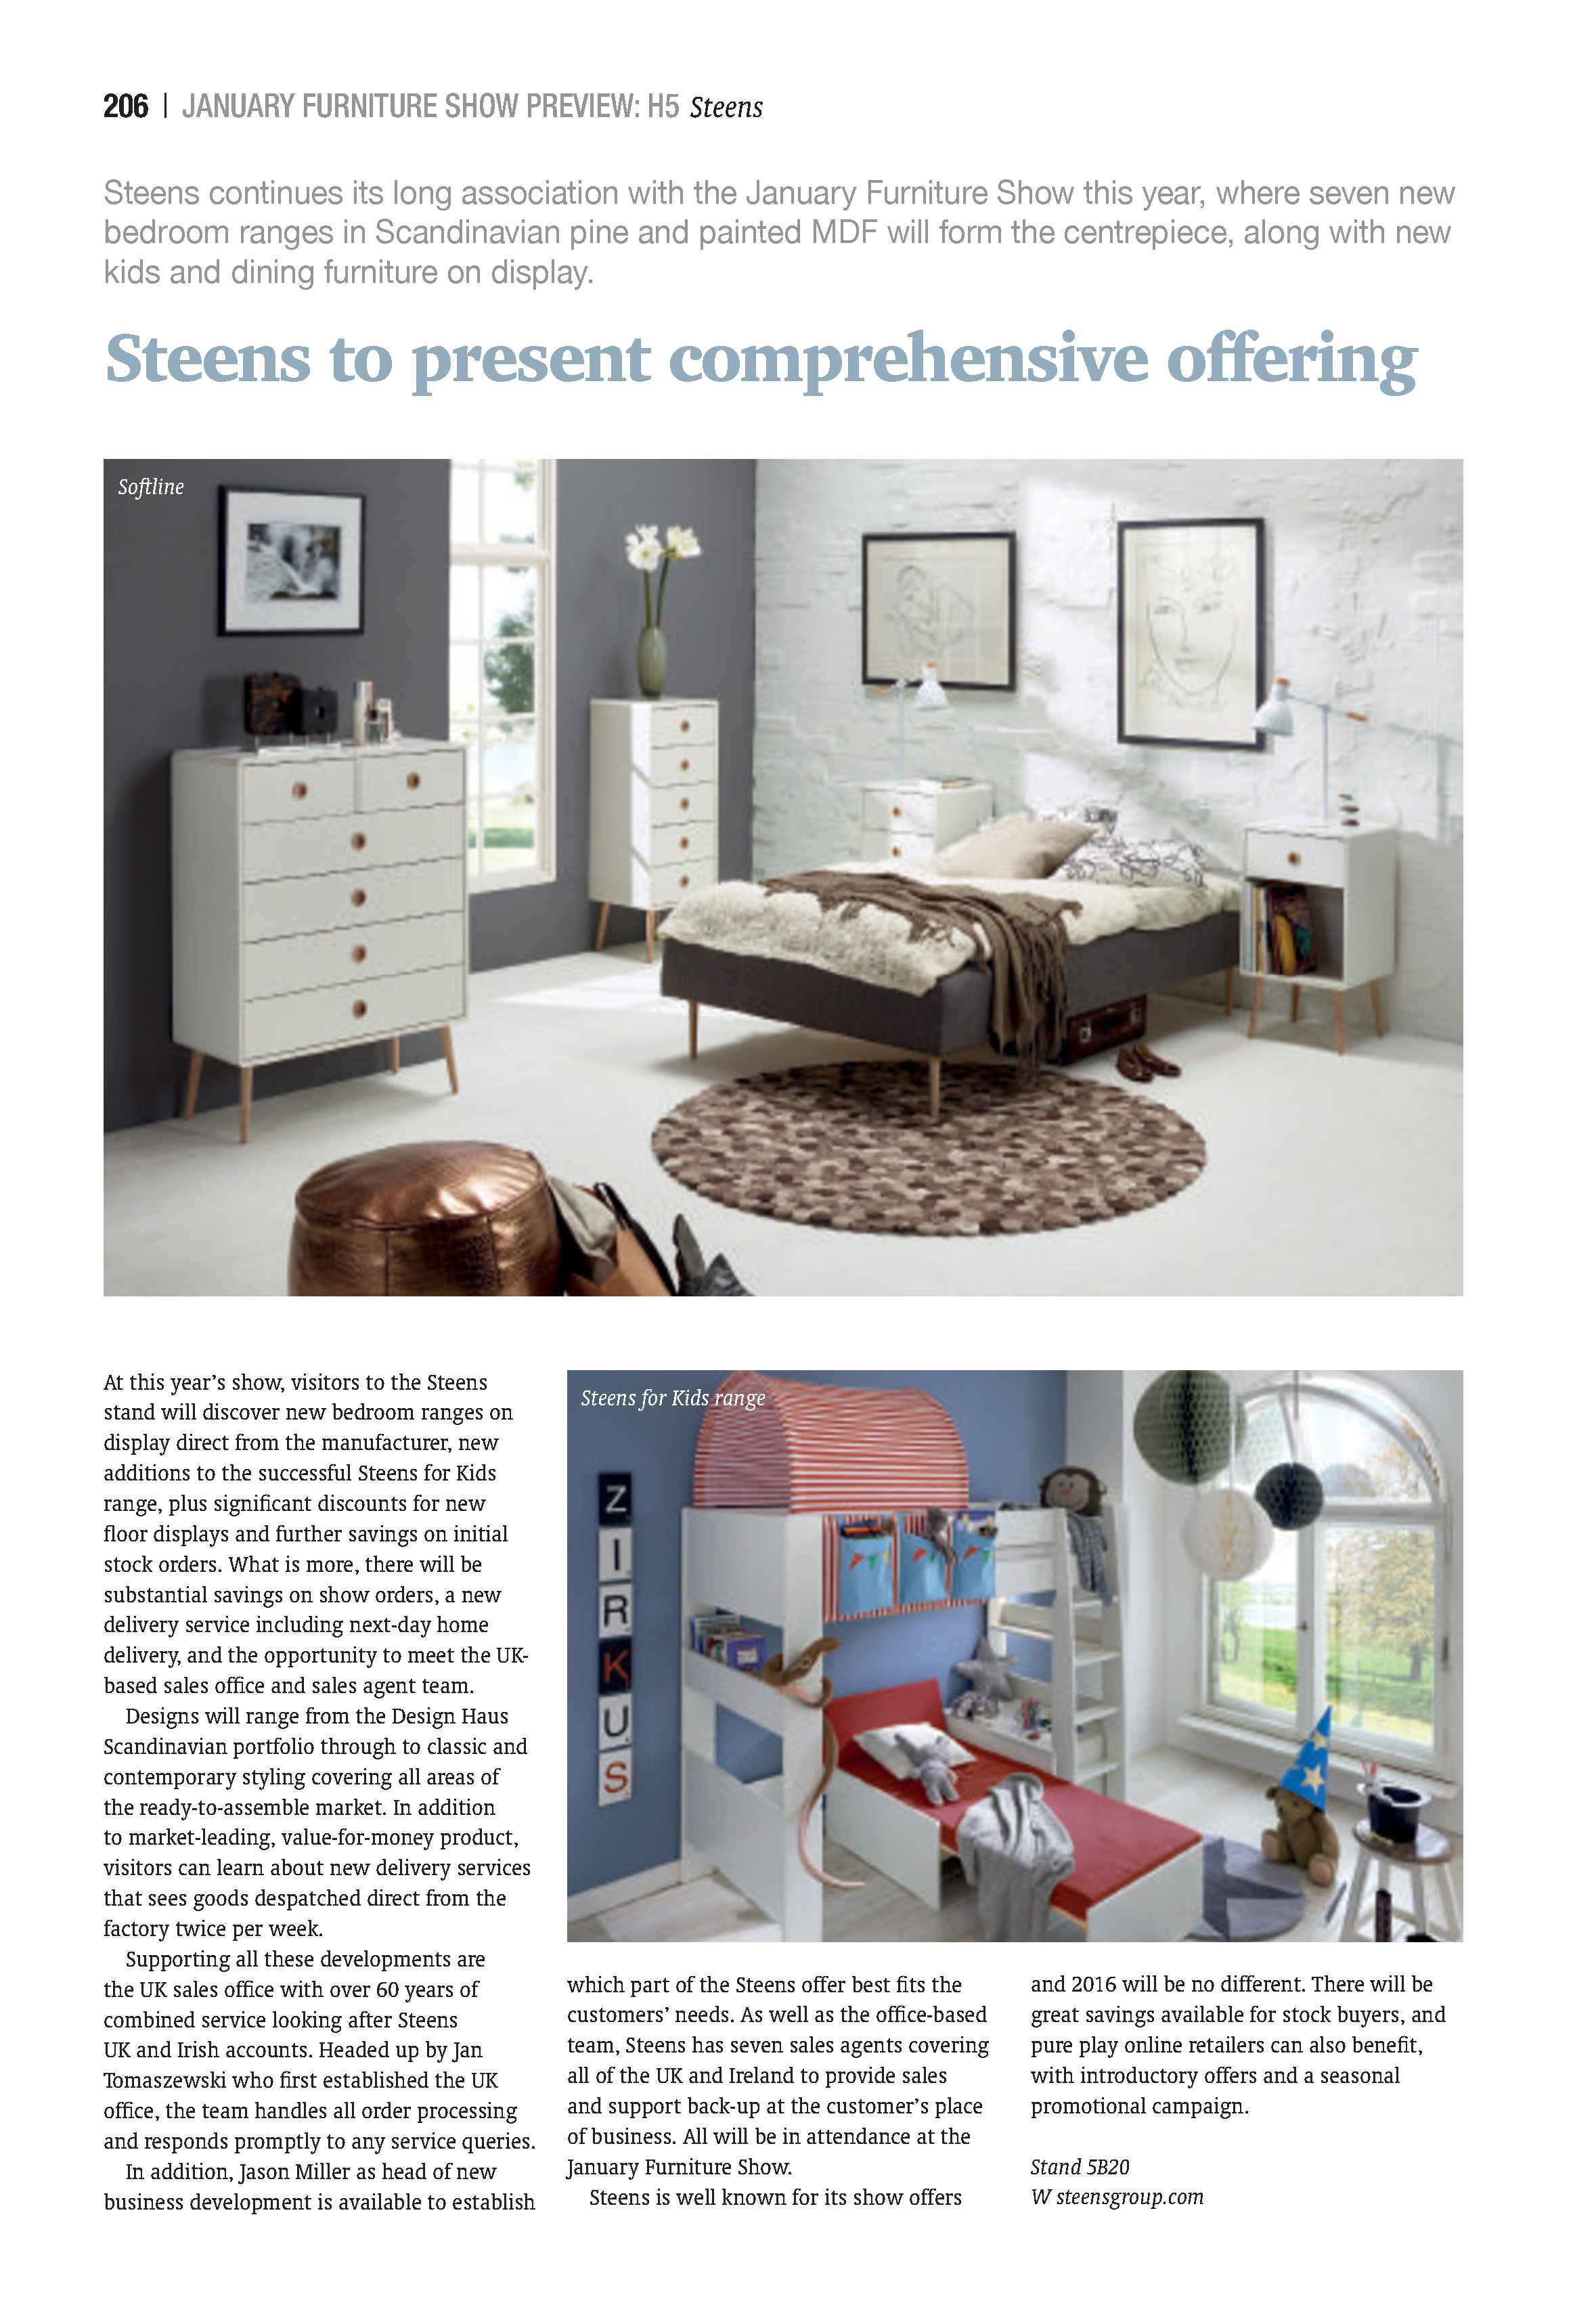 206 | JANUARY FURNITURE SHOW PREVIEW: H5 Steens
Steens continues its long association with the January Furniture Show this year, where seven new
bedroom ranges in Scandinavian pine and painted MDF will form the centrepiece, along with new
kids and dining furniture on display.
Steens to present comprehensive offering
Softline
At this year's show, visitors to the Steens
stand will discover new bedroom ranges on
display direct from the manufacturer, new
additions to the successful Steens for Kids
range, plus significant discounts for new
floor displays and further savings on initial
stock orders. What is more, there will be
substantial savings on show orders, a new
delivery service including next-day home
delivery, and the opportunity to meet the UK-
based sales office and sales agent team.
Designs will range from the Design Haus
Scandinavian portfolio through to classic and
contemporary styling covering all areas of
the ready-to-assemble market. In addition
to market-leading, value-for-money product,
visitors can learn about new delivery services
that sees goods despatched direct from the
factory twice per week.
Supporting all these developments are
the UK sales office with over 60 years of
combined service looking after Steens
UK and Irish accounts. Headed up by Jan
Tomaszewski who first established the UK
office, the team handles all order processing
and responds promptly to any service queries.
In addition, Jason Miller as head of new
business development is available to establish
Steens for Kids range
Z
I
R
K
U
S
which part of the Steens offer best fits the
customers' needs. As well as the office-based
team, Steens has seven sales agents covering
all of the UK and Ireland to provide sales
and support back-up at the customer's place
of business. All will be in attendance at the
January Furniture Show.
Steens is well known for its show offers
and 2016 will be no different. There will be
great savings available for stock buyers, and
pure play online retailers can also benefit,
with introductory offers and a seasonal
promotional campaign.
Stand 5B20
W steensgroup.com